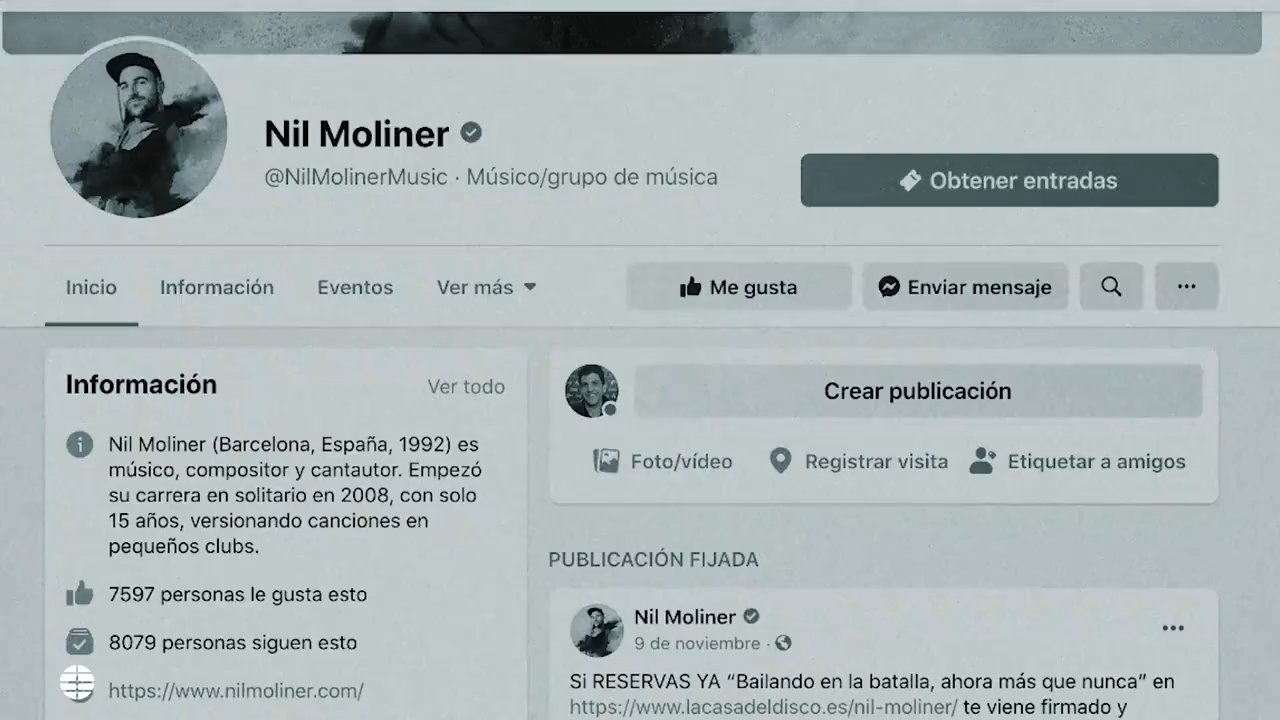 Nil Moliner
@NilMolinerMusic · Músico/grupo de música
Obtener entradas
Inicio
Información
Eventos
Ver más
Me gusta
Enviar mensaje
Información
Ver todo
Nil Moliner (Barcelona, España, 1992) es
músico, compositor y cantautor. Empezó
su carrera en solitario en 2008, con solo
15 años, versionando canciones en
pequeños clubs.
7597 personas le gusta esto
8079 personas siguen esto
https://www.nilmoliner.com/
Crear publicación
Foto/vídeo
Registrar visita
Etiquetar a amigos
PUBLICACIÓN FIJADA
Nil Moliner
9 de noviembre ·
Si RESERVAS YA “Bailando en la batalla, ahora más que nunca” en
https://www.lacasadeldisco.es/nil-moliner/ te viene firmado y